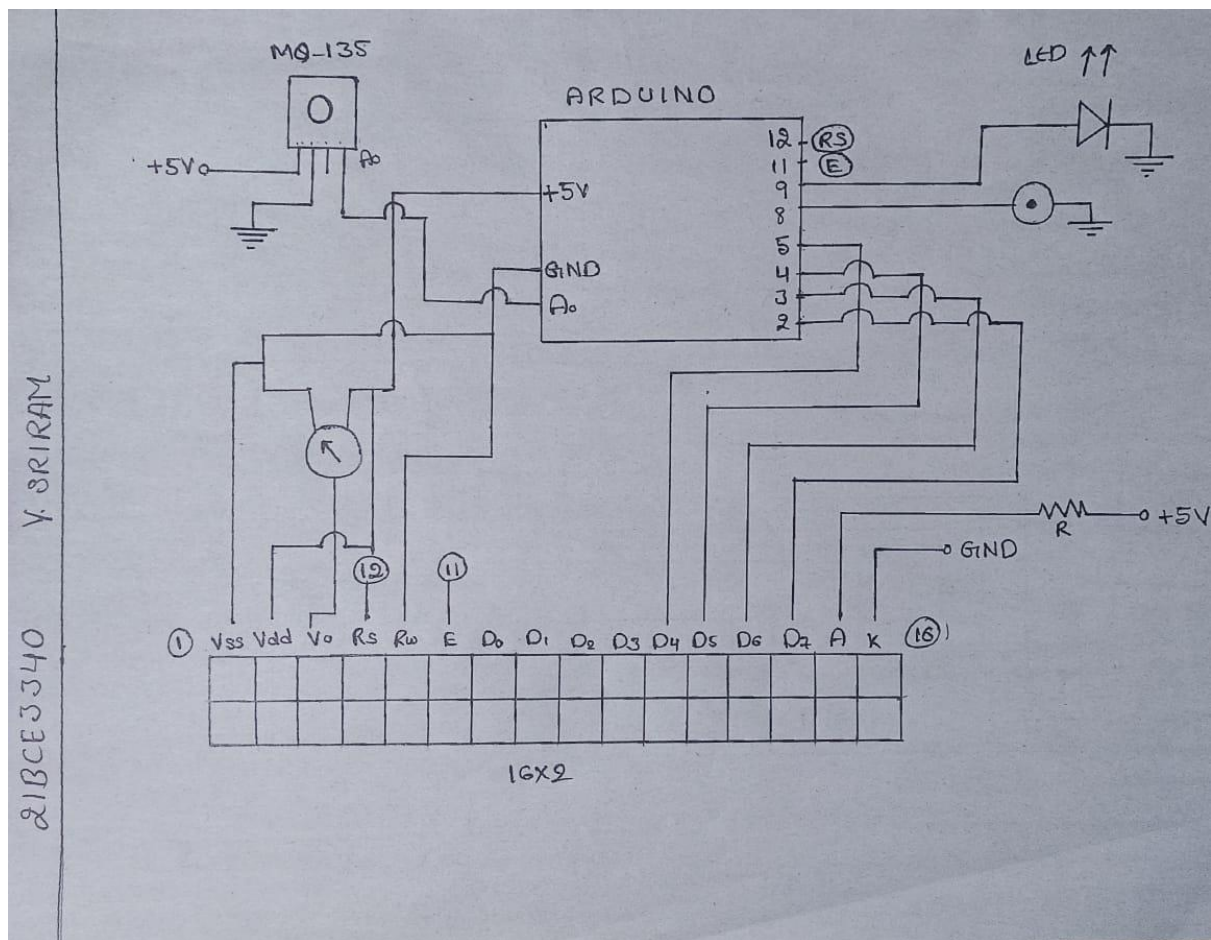 MQ-135
LED
ARDUINO
12 RS
11 E
9
8
5
4
3
2
+5V
A0
+5V
GND
A0
R
+5V
GND
12
11
1 Vss Vdd Vo Rs Rw E D0 D1 D2 D3 D4 D5 D6 D7 A K 16
16X2
21BCE3340 Y. SRIRAM